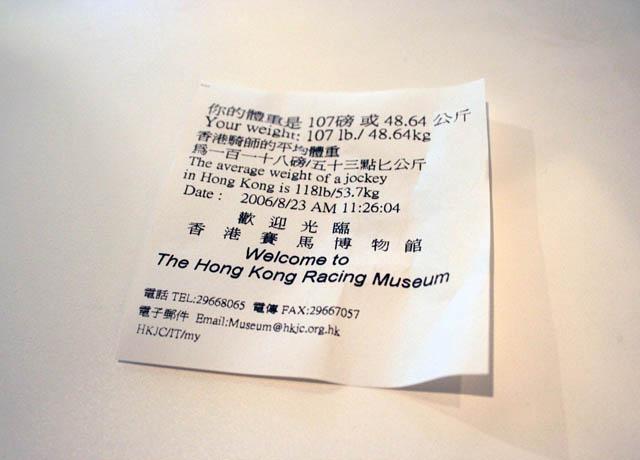 你的體重是 107磅 或 48.64 公斤
Your weight: 107 lb./ 48.64kg
香港騎師的平均體重
為一百一十八磅/五十三點匕公斤
The average weight of a jockey
in Hong Kong is 118lb/53.7kg
Date : 2006/8/23 AM 11:26:04
歡迎光臨
香港賽馬博物館
Welcome to
The Hong Kong Racing Museum
電話 TEL:29668065 電傳 FAX:29667057
電子郵件 Email:Museum@hkjc.org.hk
HKJC/IT/my